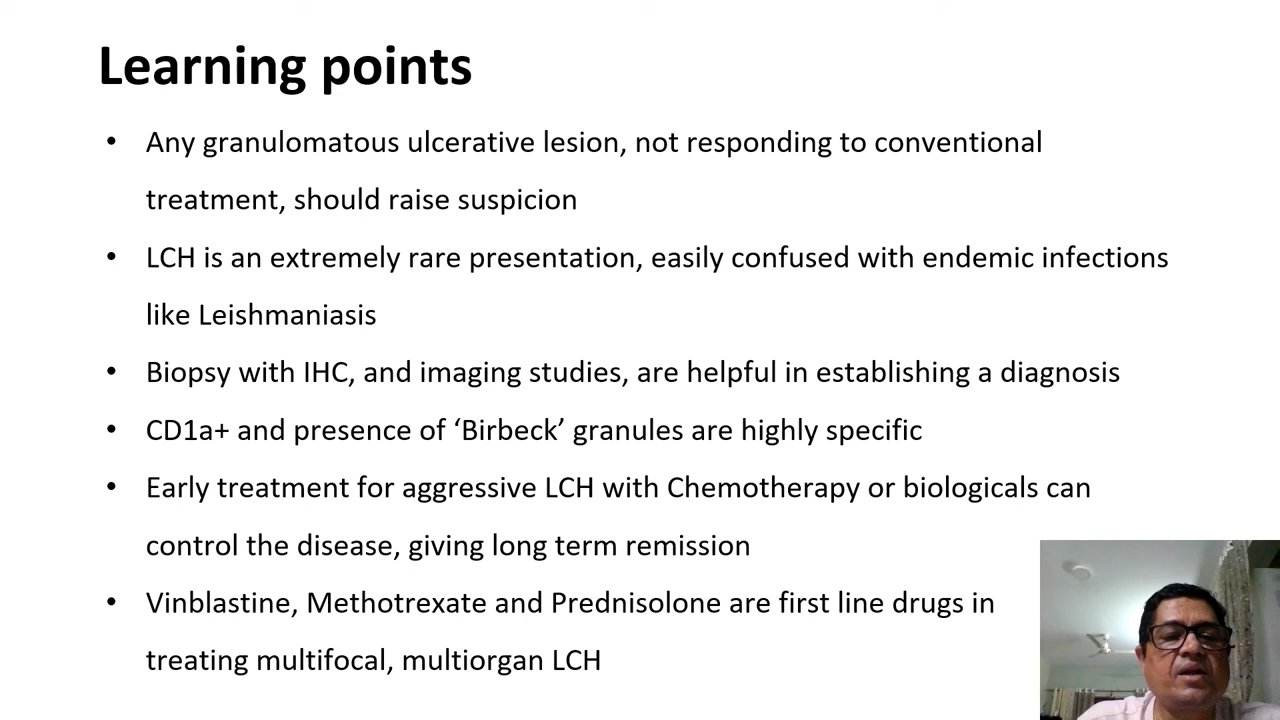 Learning points
• Any granulomatous ulcerative lesion, not responding to conventional
treatment, should raise suspicion
• LCH is an extremely rare presentation, easily confused with endemic infections
like Leishmaniasis
• Biopsy with IHC, and imaging studies, are helpful in establishing a diagnosis
• CD1a+ and presence of ‘Birbeck’ granules are highly specific
• Early treatment for aggressive LCH with Chemotherapy or biologicals can
control the disease, giving long term remission
• Vinblastine, Methotrexate and Prednisolone are first line drugs in
treating multifocal, multiorgan LCH